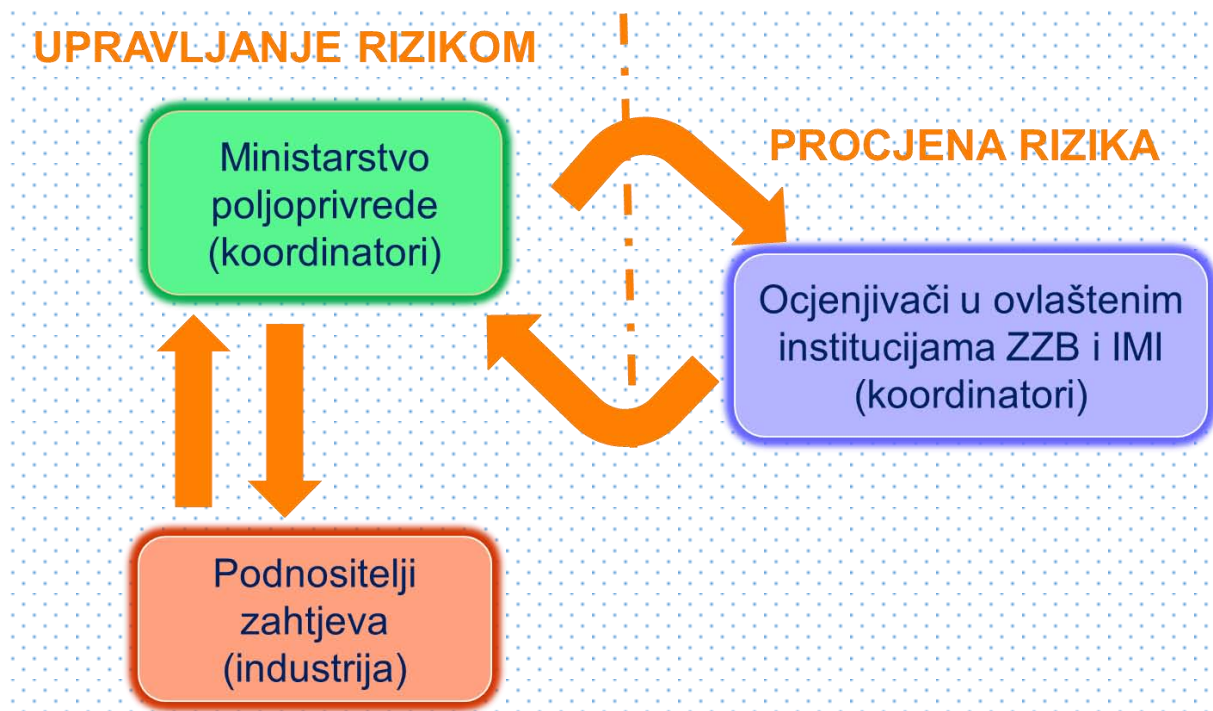 UPRAVLJANJE RIZIKOM
Ministarstvo
poljoprivrede
(koordinatori)
PROCJENA RIZIKA
Ocjenjivači u ovlaštenim
institucijama ZZB i IMI
(koordinatori)
Podnositelji
zahtjeva
(industrija)